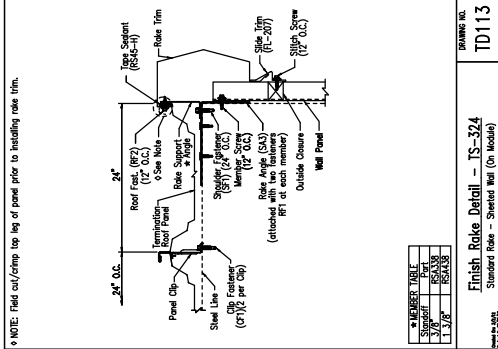 ◊ NOTE: Field cut/crimp top leg of panel prior to installing rake trim.
24" O.C.
24"
Tape Sealant
(RS45-H)
Rake Trim
Roof Fast. (RF2)
(12" O.C.)
◊ See Note
Rake Support
* Angle
Termination
Roof Panel
Panel Clip
Steel Line
Clip Fastener
(CF1)(2 per Clip)
Shoulder Fastener
(SF1) (24" O.C.)
Member Screw
(12" O.C.)
Rake Angle (SA3)
(attached with two fasteners
RF1 at each member)
Outside Closure
Wall Panel
Slide Trim
(FL-207)
Stitch Screw
(12" O.C.)
* MEMBER TABLE
Standoff Part
3/8" RSA338
1 3/8" RSA438
Finish Rake Detail - TS-324
Standard Rake - Sheeted Wall (On Module)
DRAWING NO.
TD113